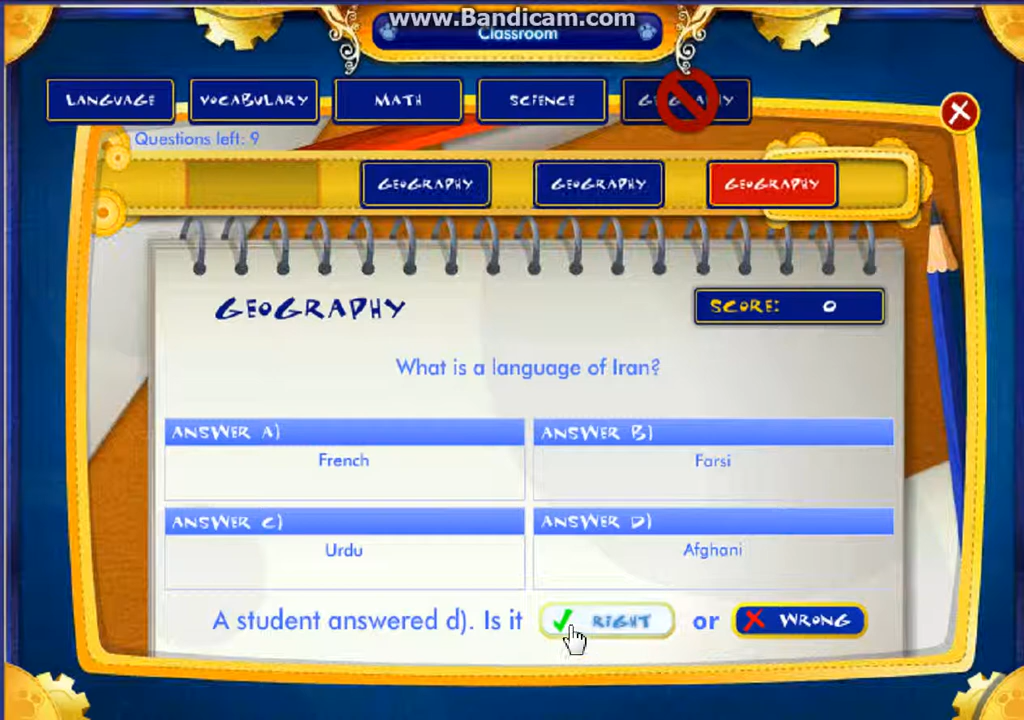 www.Bandicam.com
Classroom
LANGUAGE VOCABULARY MATH SCIENCE GEOGRAPHY
Questions left: 9
GEOGRAPHY GEOGRAPHY GEOGRAPHY
GEOGRAPHY
SCORE: 0
What is a language of Iran?
ANSWER A) ANSWER B)
French Farsi
ANSWER C) ANSWER D)
Urdu Afghani
A student answered d). Is it RIGHT or WRONG